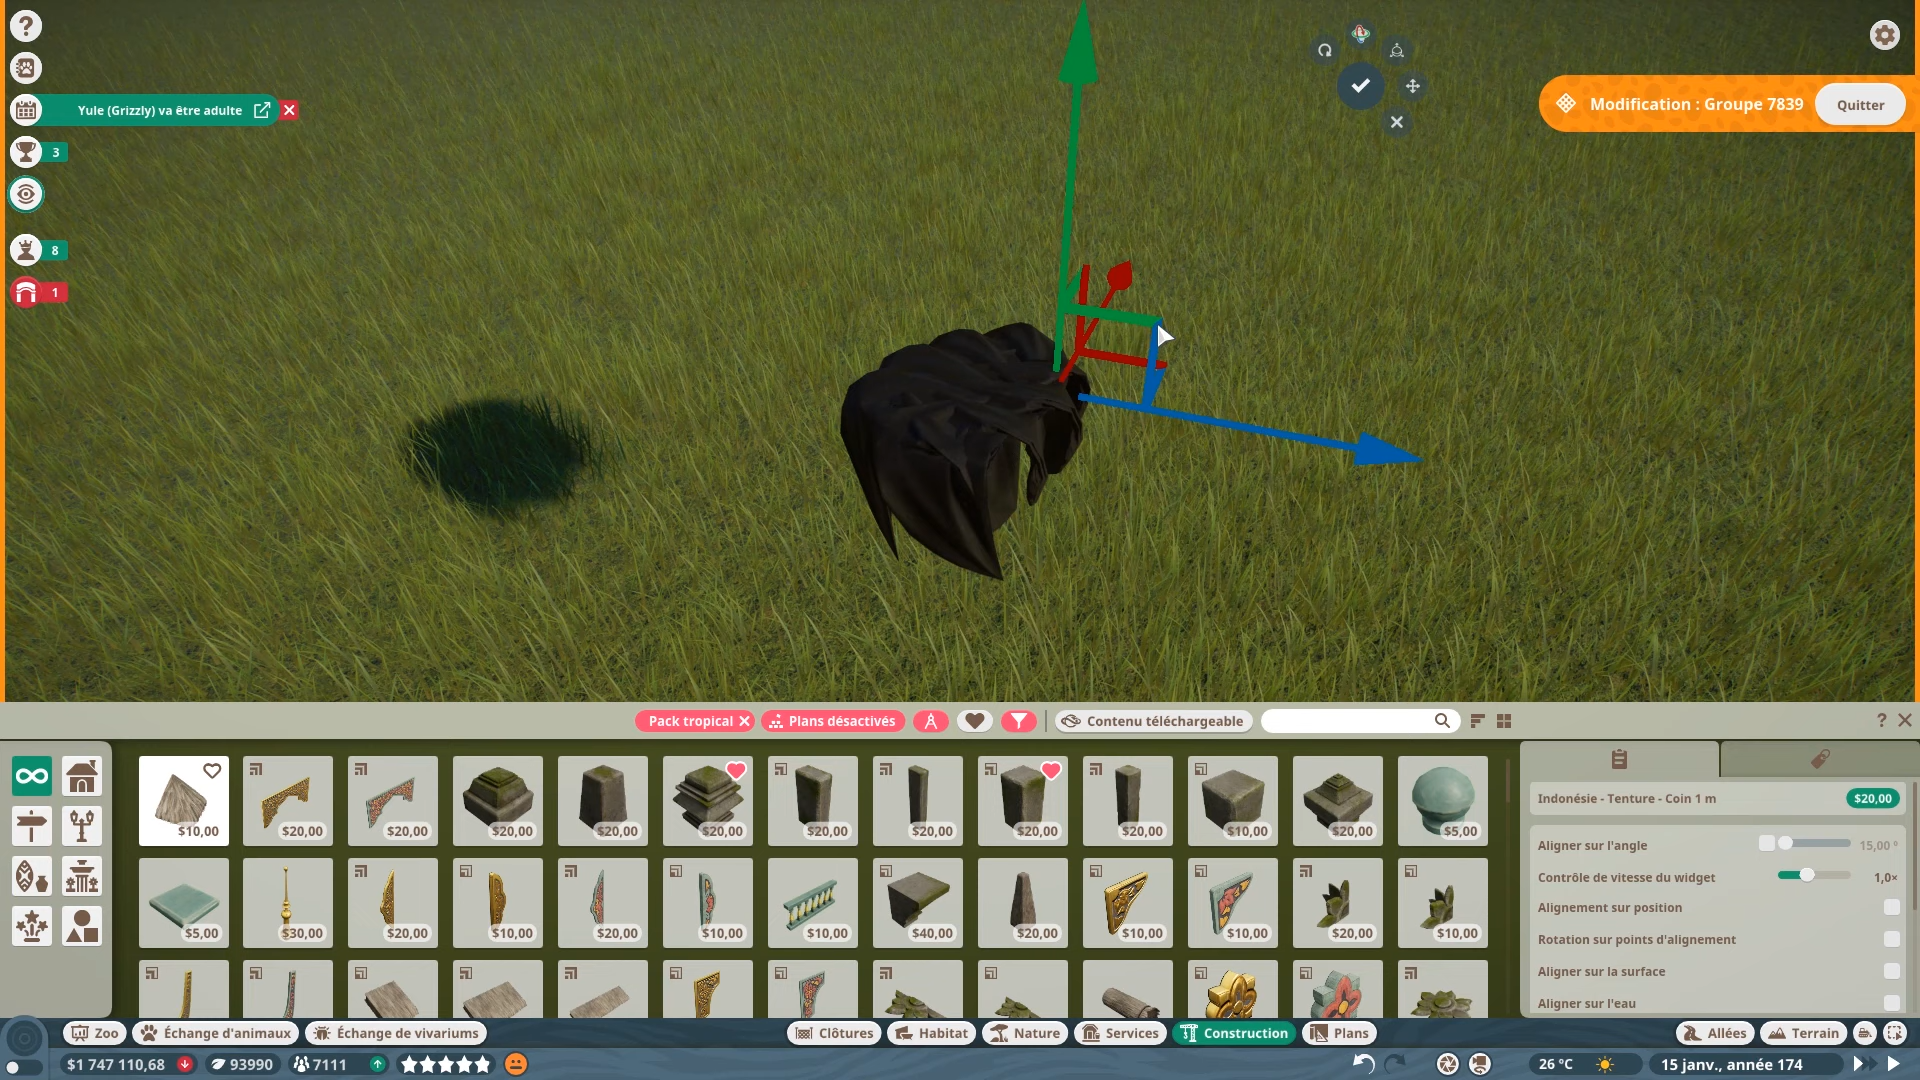 ?
Yule (Grizzly) va être adulte
3
8
1
Modification : Groupe 7839
Quitter
Pack tropical
Plans désactivés
Contenu téléchargeable
?
$10,00
$20,00
$20,00
$20,00
$20,00
$20,00
$20,00
$20,00
$20,00
$20,00
$10,00
$20,00
$5,00
$5,00
$30,00
$20,00
$10,00
$20,00
$10,00
$10,00
$40,00
$20,00
$10,00
$10,00
$20,00
$10,00
Indonésie - Tenture - Coin 1 m
$20,00
Aligner sur l'angle
15,00 °
Contrôle de vitesse du widget
1,0×
Alignement sur position
Rotation sur points d'alignement
Aligner sur la surface
Aligner sur l'eau
Zoo
Échange d'animaux
Échange de vivariums
Clôtures
Habitat
Nature
Services
Construction
Plans
Allées
Terrain
$1 747 110,68
93990
7111
26 °C
15 janv., année 174